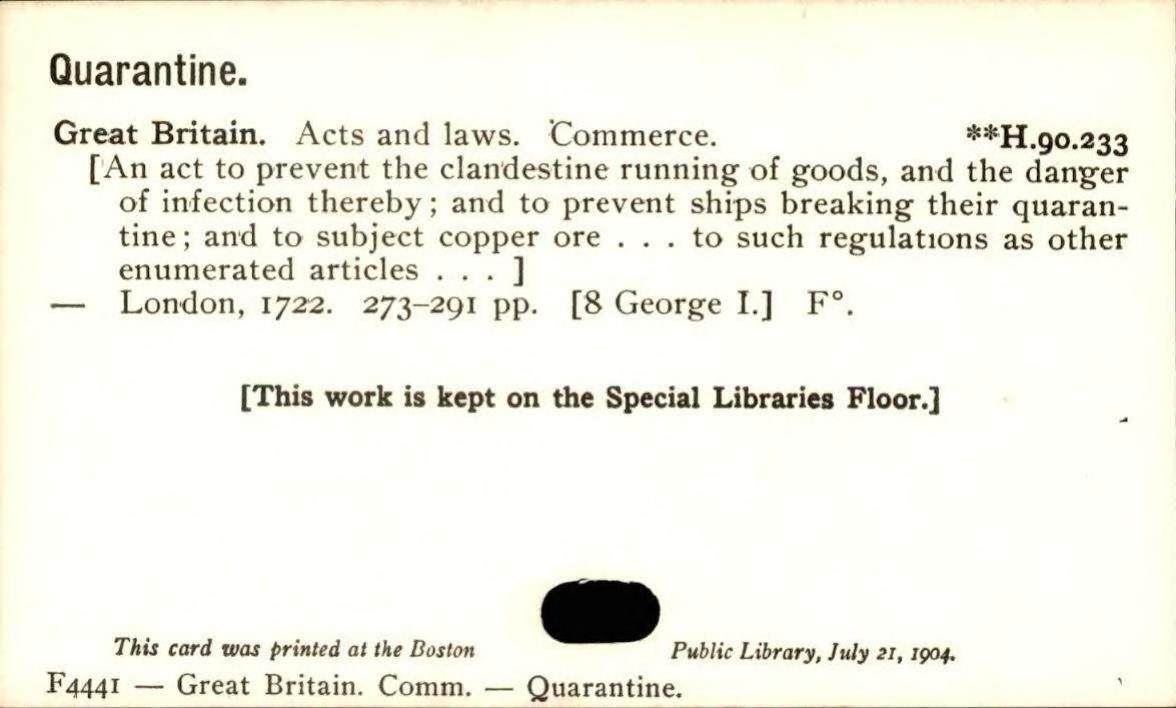 Quarantine.
Great Britain. Acts and laws. Commerce. **H.90.233
[An act to prevent the clandestine running of goods, and the danger
of infection thereby; and to prevent ships breaking their quaran-
tine; and to subject copper ore . . . to such regulations as other
enumerated articles . . . ]
— London, 1722. 273–291 pp. [8 George I.] F°.
[This work is kept on the Special Libraries Floor.]
This card was printed at the Boston Public Library, July 21, 1904.
F4441 — Great Britain. Comm. — Quarantine.